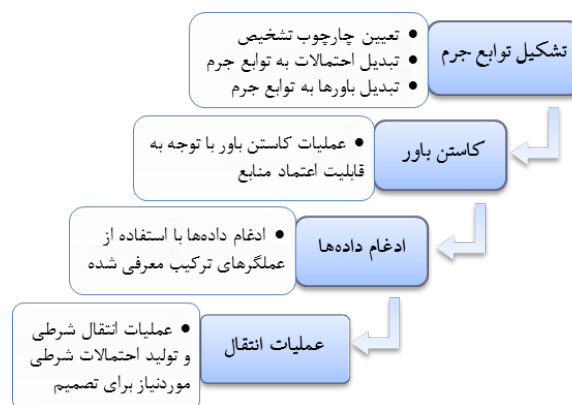 تشکیل توابع جرم
• تعیین چارچوب تشخیص
• تبدیل احتمالات به توابع جرم
• تبدیل باورها به توابع جرم
کاستن باور
• عملیات کاستن باور با توجه به
قابلیت اعتماد منابع
ادغام داده‌ها
• ادغام داده‌ها با استفاده از
عملگرهای ترکیب معرفی شده
عملیات انتقال
• عملیات انتقال شرطی
و تولید احتمالات شرطی
موردنیاز برای تصمیم